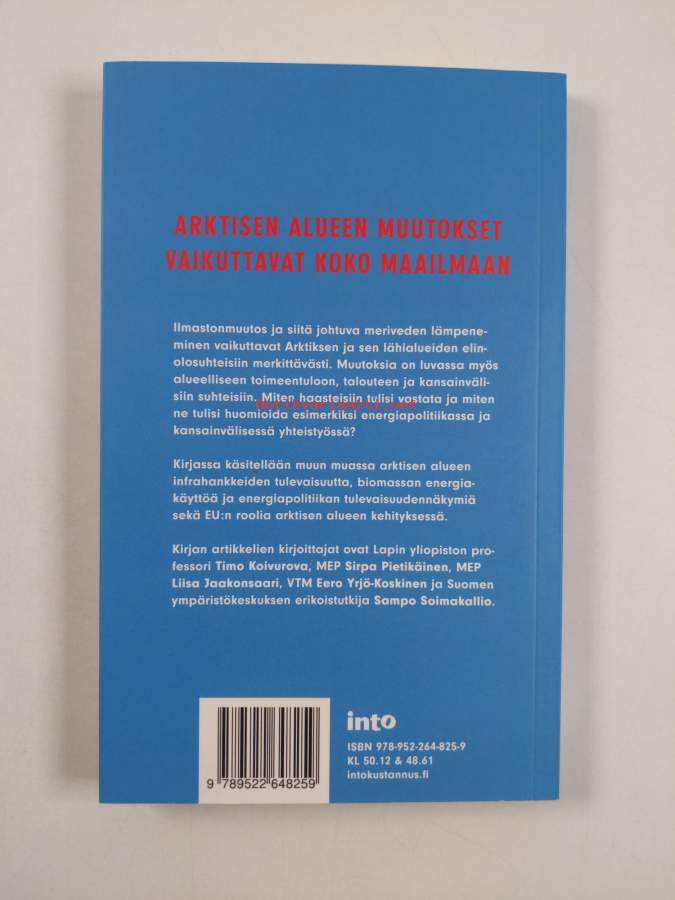 ARKTISEN ALUEEN MUUTOKSET
VAIKUTTAVAT KOKO MAAILMAAN
Ilmastonmuutos ja siitä johtuva meriveden lämpene-
minen vaikuttavat Arktiksen ja sen lähialueiden elin-
olosuhteisiin merkittävästi. Muutoksia on luvassa myös
alueelliseen toimeentuloon, talouteen ja kansainväli-
siin suhteisiin. Miten haasteisiin tulisi vastata ja miten
Antikvariaatti.net
ne tulisi huomioida esimerkiksi energiapolitiikassa ja
kansainvälisessä yhteistyössä?
Kirjassa käsitellään muun muassa arktisen alueen
infrahankkeiden tulevaisuutta, biomassan energia-
käyttöä ja energiapolitiikan tulevaisuudennäkymiä
sekä EU:n roolia arktisen alueen kehityksessä.
Kirjan artikkelien kirjoittajat ovat Lapin yliopiston pro-
fessori Timo Koivurova, MEP Sirpa Pietikäinen, MEP
Liisa Jaakonsaari, VTM Eero Yrjö-Koskinen ja Suomen
ympäristökeskuksen erikoistutkija Sampo Soimakallio.
into
ISBN 978-952-264-825-9
KL 50.12 & 48.61
intokustannus.fi
9 789522 648259